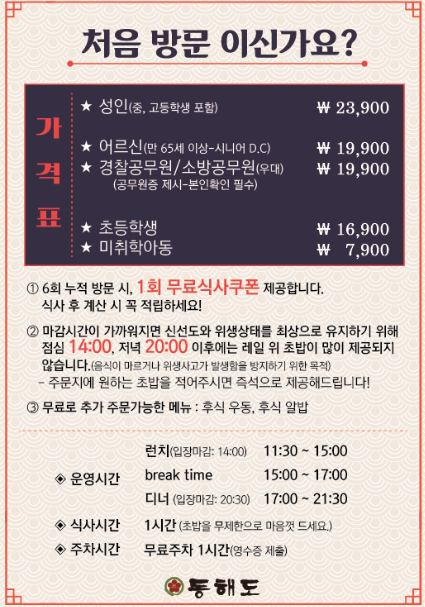 처음 방문 이신가요?
가격표
★ 성인(중, 고등학생 포함) ₩ 23,900
★ 어르신(만 65세 이상-시니어 D.C) ₩ 19,900
★ 경찰공무원/소방공무원(우대) ₩ 19,900
(공무원증 제시-본인확인 필수)
★ 초등학생 ₩ 16,900
★ 미취학아동 ₩ 7,900
① 6회 누적 방문 시, 1회 무료식사쿠폰 제공합니다.
식사 후 계산 시 꼭 적립하세요!
② 마감시간이 가까워지면 신선도와 위생상태를 최상으로 유지하기 위해
점심 14:00, 저녁 20:00 이후에는 레일 위 초밥이 많이 제공되지
않습니다.(음식이 마르거나 위생사고가 발생함을 방지하기 위한 목적)
- 주문지에 원하는 초밥을 적어주시면 즉석으로 제공해드립니다!
③ 무료로 추가 주문가능한 메뉴 : 후식 우동, 후식 알밥
◈ 운영시간
런치(입장마감: 14:00) 11:30 ~ 15:00
break time 15:00 ~ 17:00
디너 (입장마감: 20:30) 17:00 ~ 21:30
◈ 식사시간 1시간 (초밥을 무제한으로 마음껏 드세요.)
◈ 주차시간 무료주차 1시간(영수증 제출)
동해도